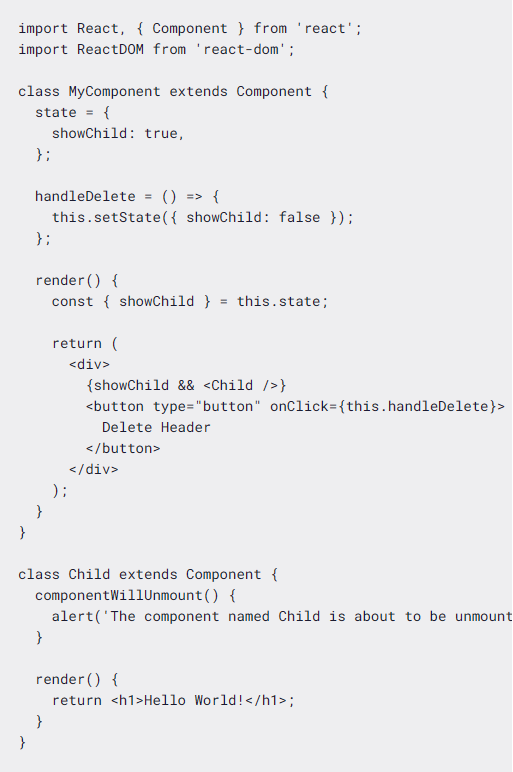 import React, { Component } from 'react';
import ReactDOM from 'react-dom';

class MyComponent extends Component {
  state = {
    showChild: true,
  };

  handleDelete = () => {
    this.setState({ showChild: false });
  };

  render() {
    const { showChild } = this.state;

    return (
      <div>
        {showChild && <Child />}
        <button type="button" onClick={this.handleDelete}>
          Delete Header
        </button>
      </div>
    );
  }
}

class Child extends Component {
  componentWillUnmount() {
    alert('The component named Child is about to be unmount
  }

  render() {
    return <h1>Hello World!</h1>;
  }
}